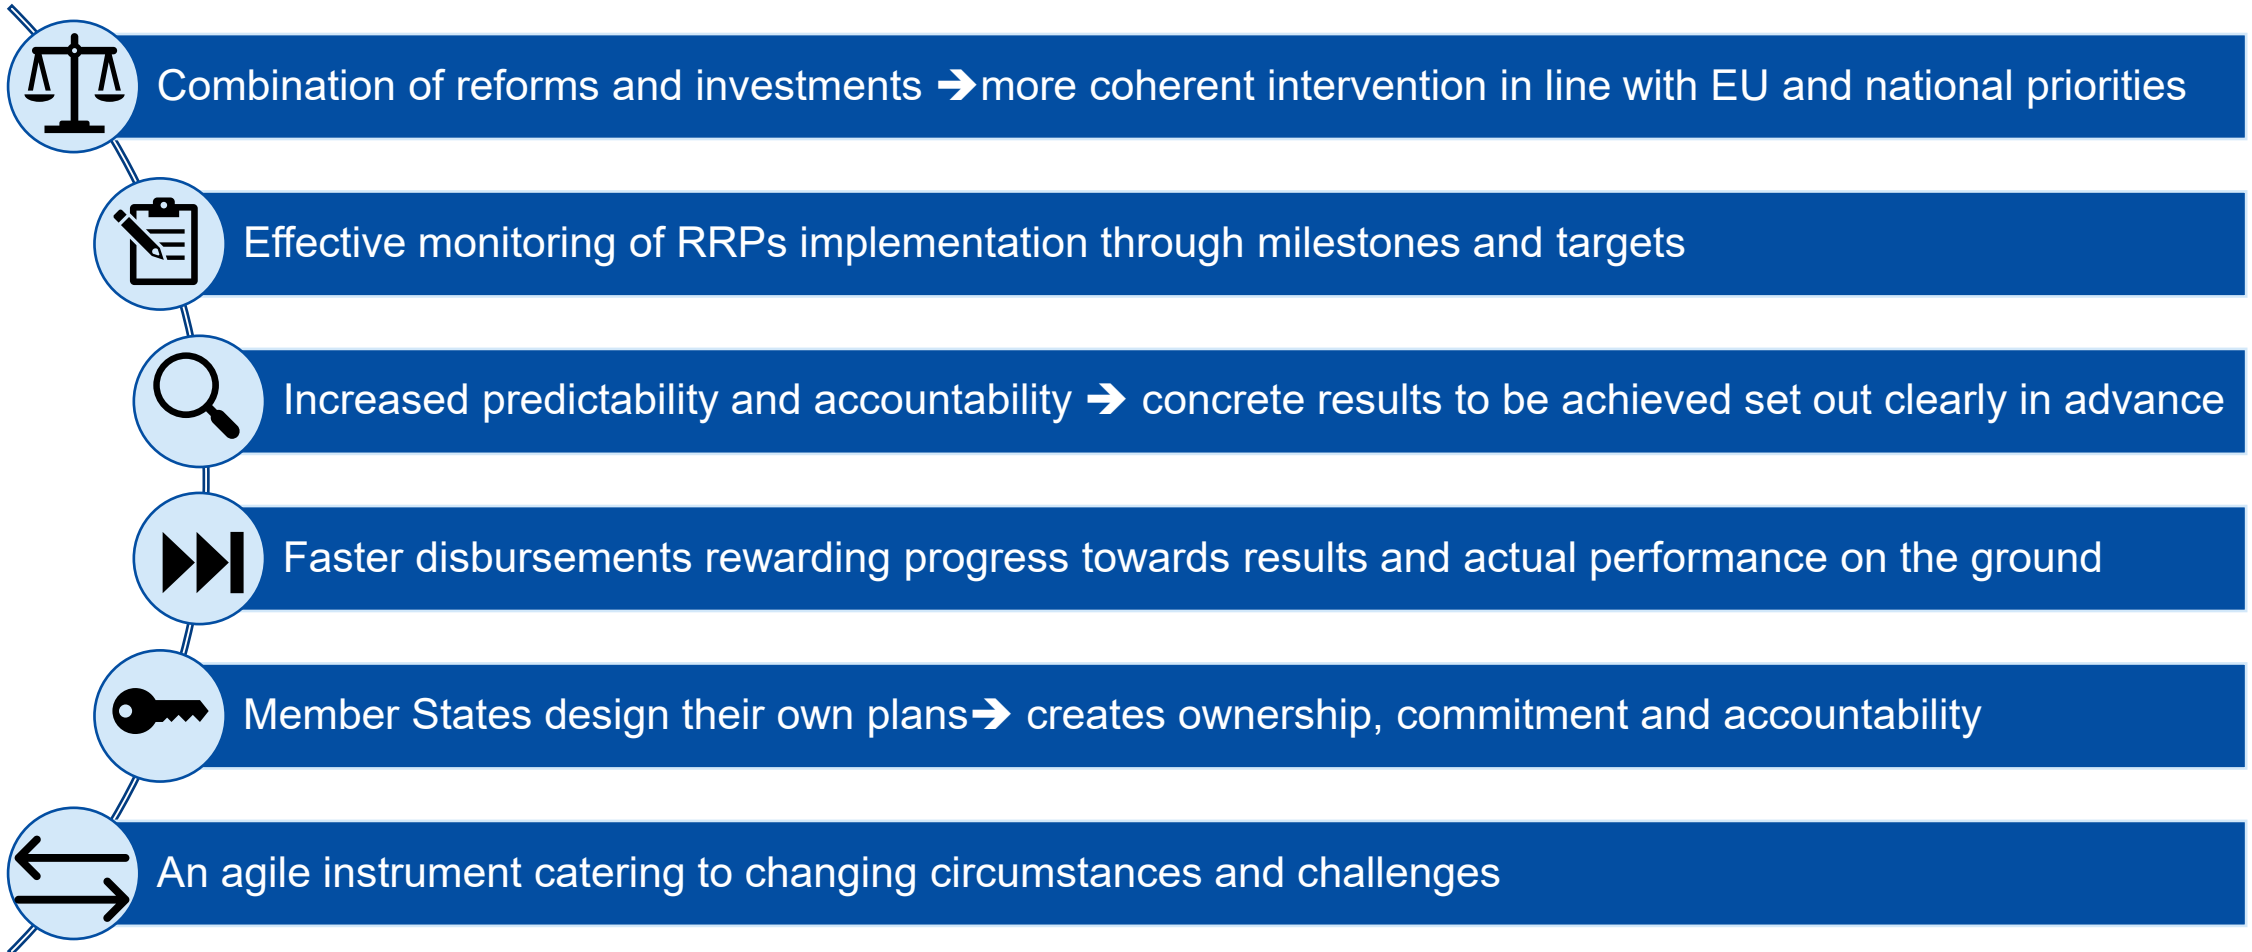 Combination of reforms and investments ➔more coherent intervention in line with EU and national priorities
Effective monitoring of RRPs implementation through milestones and targets
Increased predictability and accountability ➔ concrete results to be achieved set out clearly in advance
Faster disbursements rewarding progress towards results and actual performance on the ground
Member States design their own plans➔ creates ownership, commitment and accountability
An agile instrument catering to changing circumstances and challenges